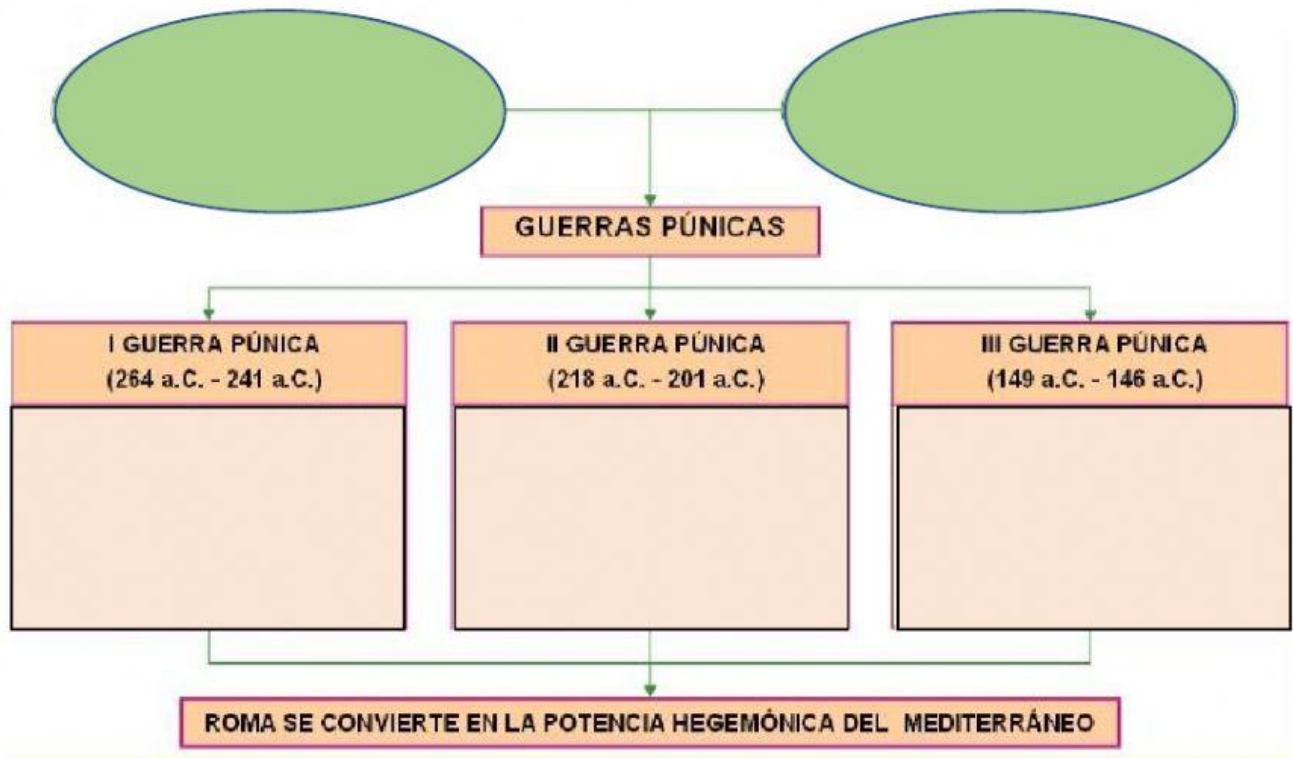 GUERRAS PÚNICAS
I GUERRA PÚNICA
(264 a.C. - 241 a.C.)
II GUERRA PÚNICA
(218 a.C. - 201 a.C.)
III GUERRA PÚNICA
(149 a.C. - 146 a.C.)
ROMA SE CONVIERTE EN LA POTENCIA HEGEMÓNICA DEL MEDITERRÁNEO